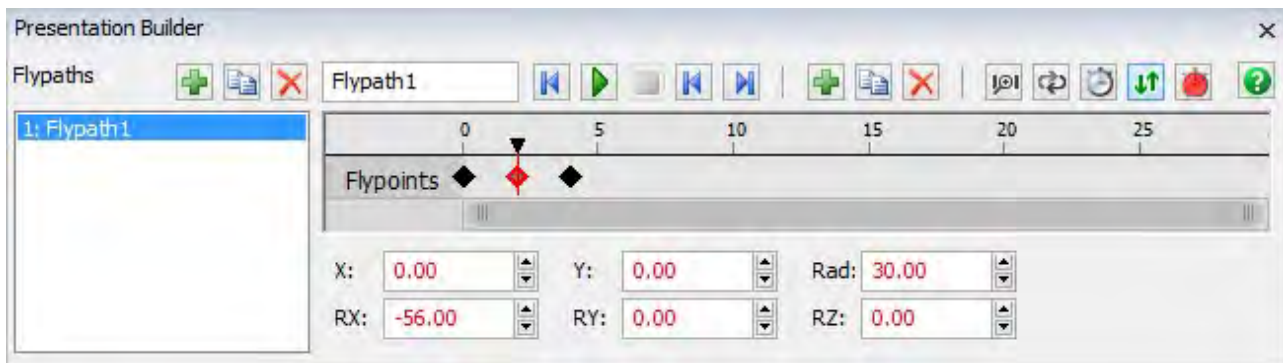 Presentation Builder
Flypaths
Flypath1
1: Flypath1
0 5 10 15 20 25
Flypoints
X: 0.00 Y: 0.00 Rad: 30.00
RX: -56.00 RY: 0.00 RZ: 0.00